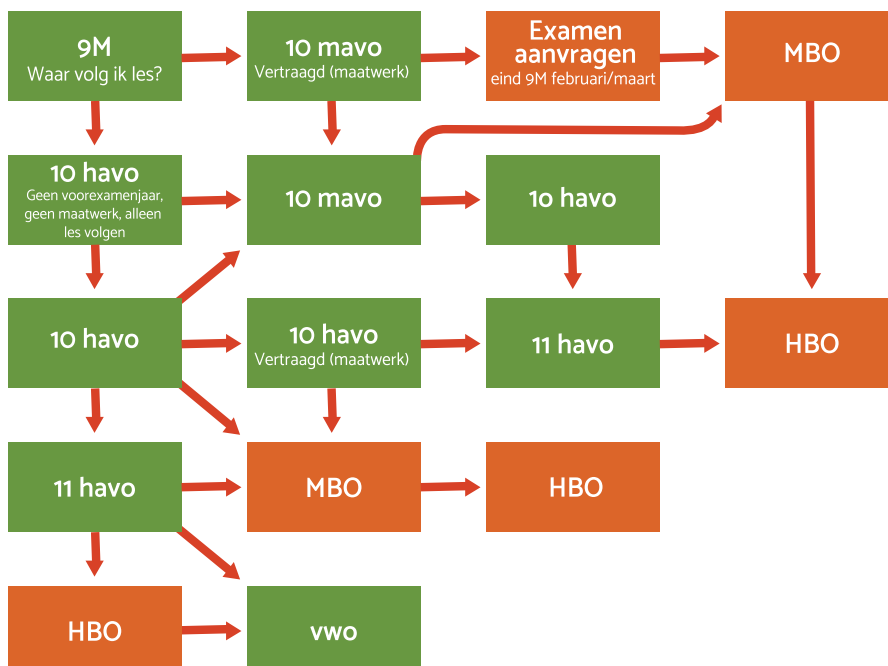 9M
Waar volg ik les?
10 mavo
Vertraagd (maatwerk)
Examen
aanvragen
eind 9M februari/maart
MBO
10 havo
Geen voorexamenjaar,
geen maatwerk, alleen
les volgen
10 mavo
10 havo
10 havo
10 havo
Vertraagd (maatwerk)
11 havo
HBO
11 havo
MBO
HBO
HBO
vwo